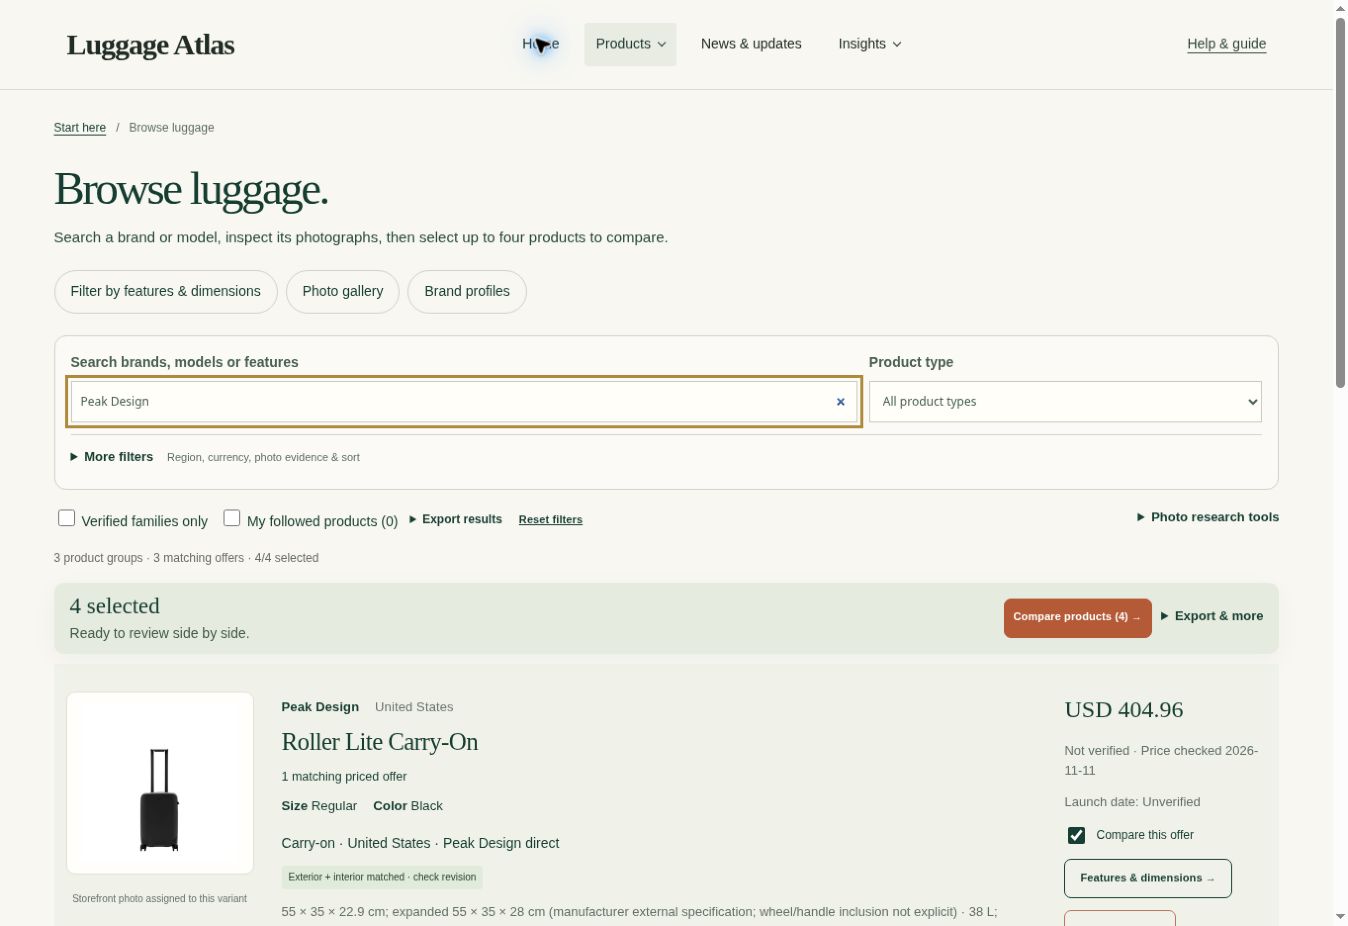 Luggage Atlas
Products
News & updates
Insights
Help & guide
Start here / Browse luggage
Browse luggage.
Search a brand or model, inspect its photographs, then select up to four products to compare.
Filter by features & dimensions
Photo gallery
Brand profiles
Search brands, models or features
Product type
Peak Design
×
All product types
More filters
Region, currency, photo evidence & sort
Verified families only
My followed products (0)
Export results
Reset filters
Photo research tools
3 product groups · 3 matching offers · 4/4 selected
4 selected
Ready to review side by side.
Compare products (4) →
Export & more
Peak Design United States
Roller Lite Carry-On
1 matching priced offer
Size Regular Color Black
Carry-on · United States · Peak Design direct
Exterior + interior matched · check revision
55 × 35 × 22.9 cm; expanded 55 × 35 × 28 cm (manufacturer external specification; wheel/handle inclusion not explicit) · 38 L;
Storefront photo assigned to this variant
USD 404.96
Not verified · Price checked 2026-
11-11
Launch date: Unverified
Compare this offer
Features & dimensions →